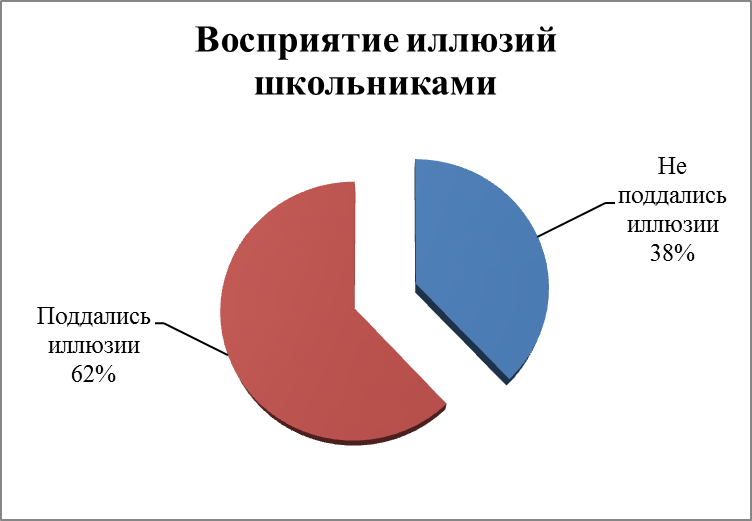 Восприятие иллюзий
школьниками
Не
поддались
иллюзии
38%
Поддались
иллюзии
62%